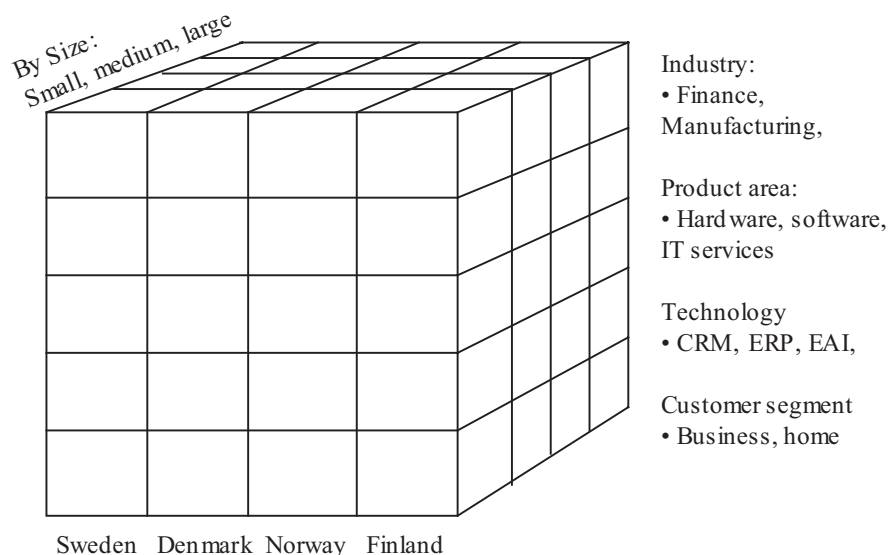 By Size:
Small, medium, large
Industry:
• Finance,
Manufacturing,
Product area:
• Hardware, software,
IT services
Technology
• CRM, ERP, EAI,
Customer segment
• Business, home
Sweden Denmark Norway Finland